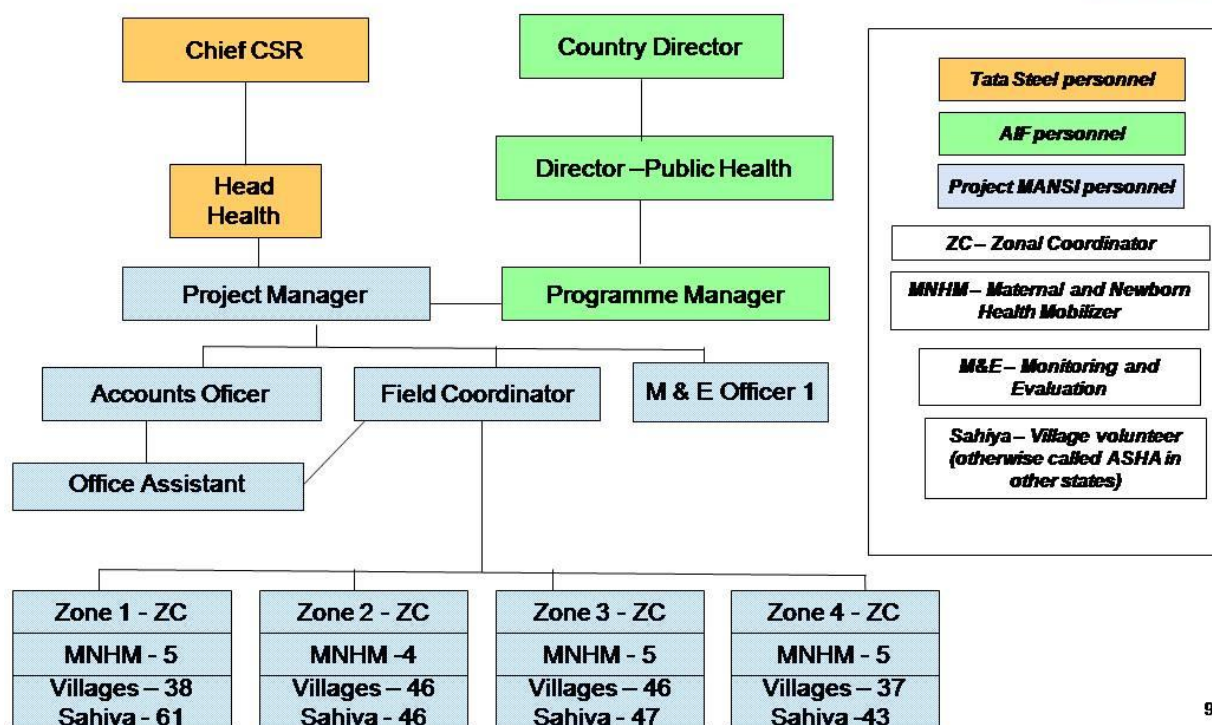 Chief CSR
Country Director
Director –Public Health
Head
Health
Project Manager
Programme Manager
Accounts Oficer
Field Coordinator
M & E Officer 1
Office Assistant
Zone 1 - ZC
MNHM - 5
Villages – 38
Sahiya - 61
Zone 2 - ZC
MNHM -4
Villages – 46
Sahiya - 46
Zone 3 - ZC
MNHM - 5
Villages – 46
Sahiya - 47
Zone 4 - ZC
MNHM - 5
Villages – 37
Sahiya -43
Tata Steel personnel
AIF personnel
Project MANSI personnel
ZC – Zonal Coordinator
MNHM – Maternal and Newborn
Health Mobilizer
M&E – Monitoring and
Evaluation
Sahiya – Village volunteer
(otherwise called ASHA in
other states)
9